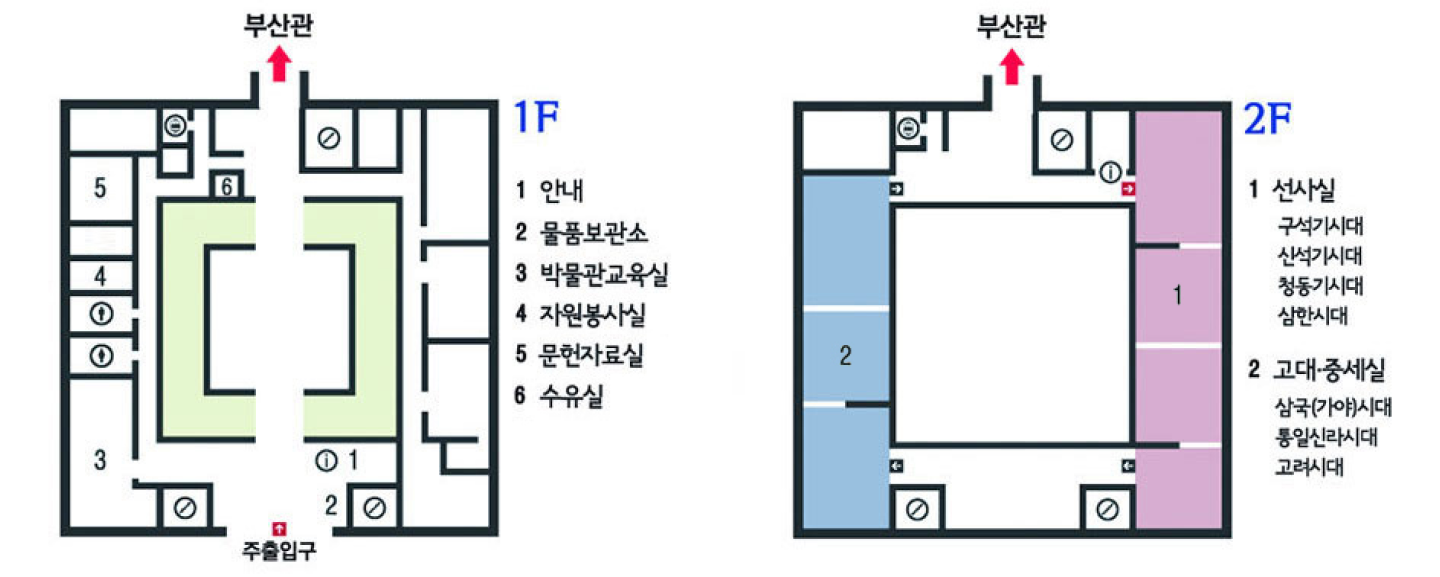 부산관
1F
5
6
4
3
1
2
주출입구
1 안내
2 물품보관소
3 박물관교육실
4 자원봉사실
5 문헌자료실
6 수유실
부산관
2F
1
2
1 선사실
구석기시대
신석기시대
청동기시대
삼한시대
2 고대·중세실
삼국(가야)시대
통일신라시대
고려시대